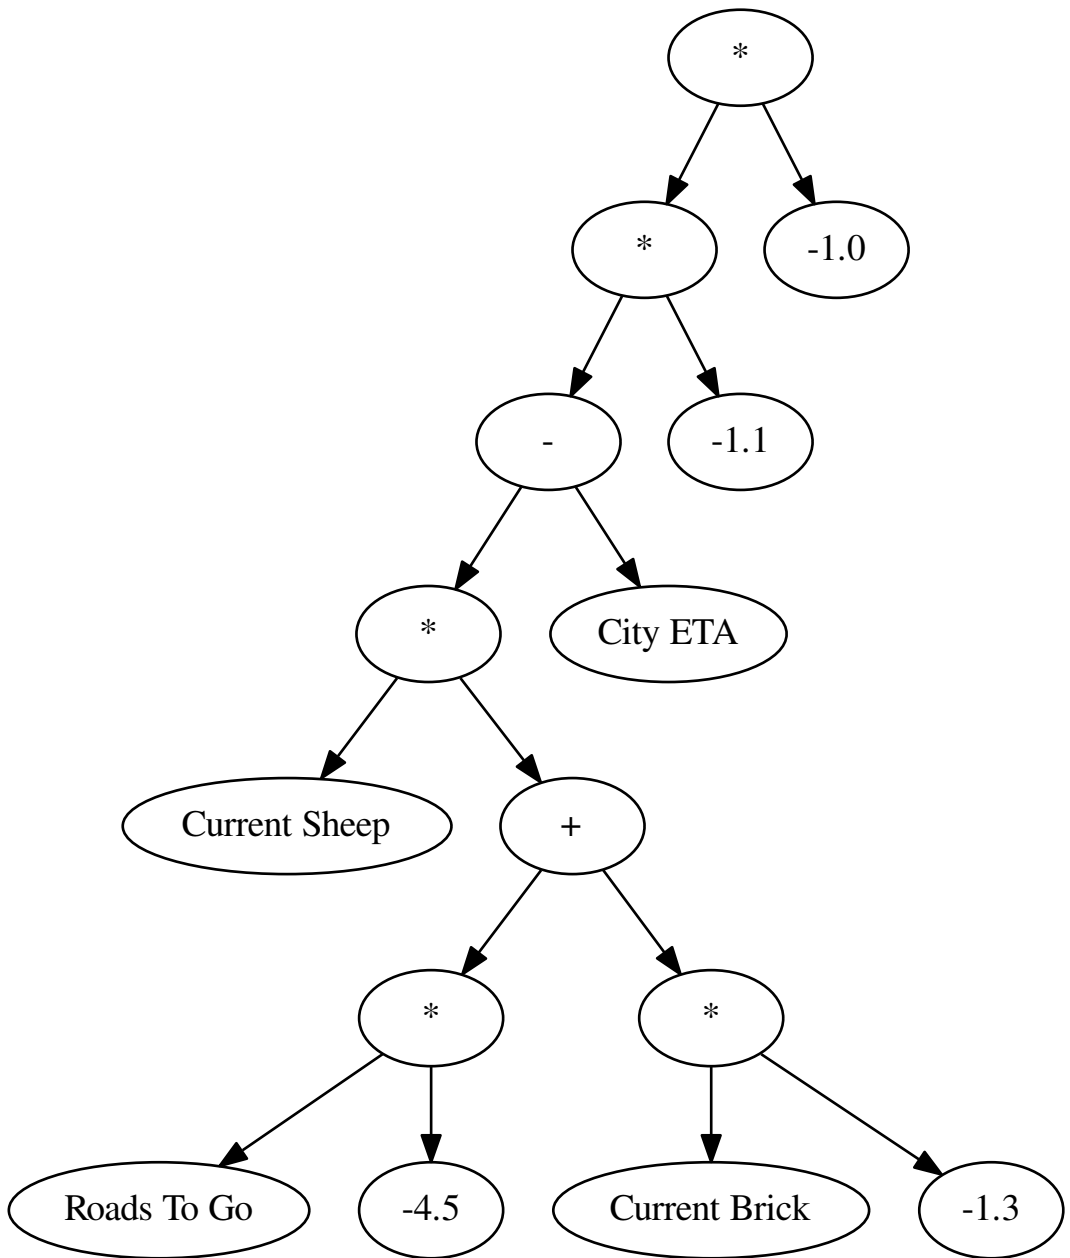 *
*
-1.0
-
-1.1
*
City ETA
Current Sheep
+
*
*
Roads To Go
-4.5
Current Brick
-1.3